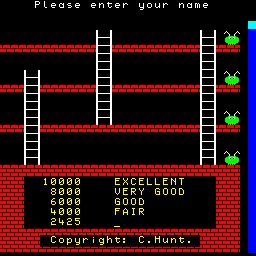 Please enter your name
10000 EXCELLENT
8000 VERY GOOD
6000 GOOD
4000 FAIR
2425 _
Copyright: C.Hunt.